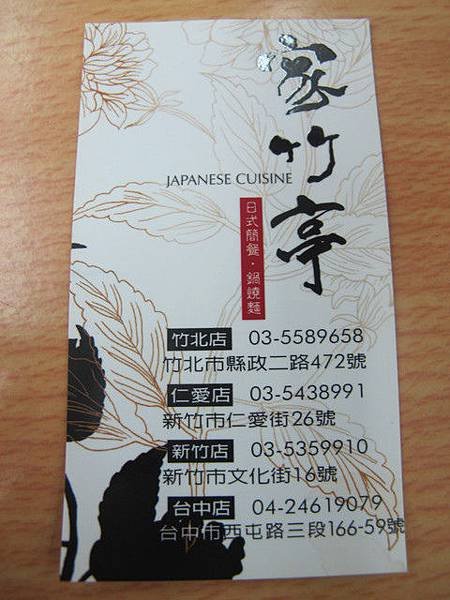 家竹亭
JAPANESE CUISINE
日式簡餐·鍋燒麵
竹北店 03-5589658
竹北市縣政二路472號
仁愛店 03-5438991
新竹市仁愛街26號
新竹店 03-5359910
新竹市文化街16號
台中店 04-24619079
台中市西屯路三段166-59號